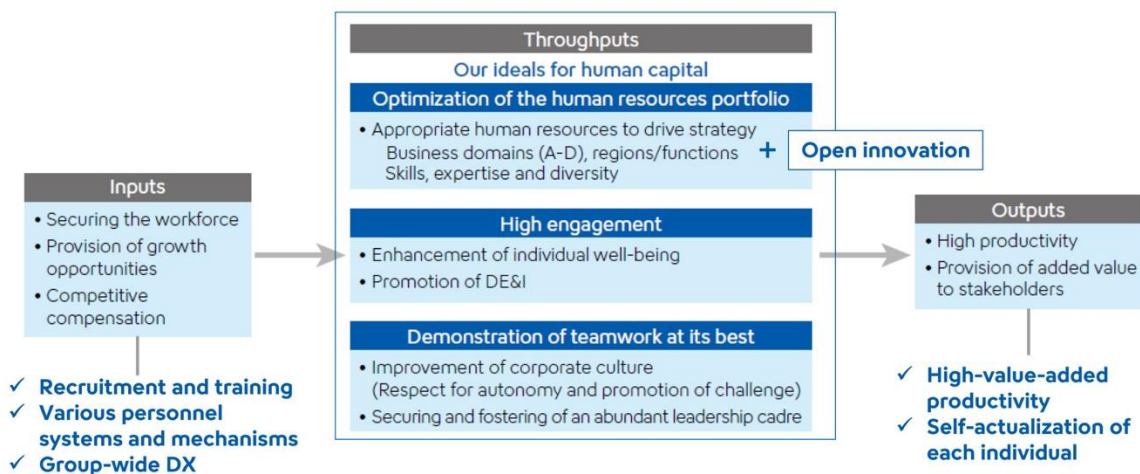 Inputs
• Securing the workforce
• Provision of growth
opportunities
• Competitive
compensation
✓ Recruitment and training
✓ Various personnel
systems and mechanisms
✓ Group-wide DX
Throughputs
Our ideals for human capital
Optimization of the human resources portfolio
• Appropriate human resources to drive strategy
Business domains (A-D), regions/functions
Skills, expertise and diversity
+ Open innovation
High engagement
• Enhancement of individual well-being
• Promotion of DE&I
Demonstration of teamwork at its best
• Improvement of corporate culture
(Respect for autonomy and promotion of challenge)
• Securing and fostering of an abundant leadership cadre
Outputs
• High productivity
• Provision of added value
to stakeholders
✓ High-value-added
productivity
✓ Self-actualization of
each individual